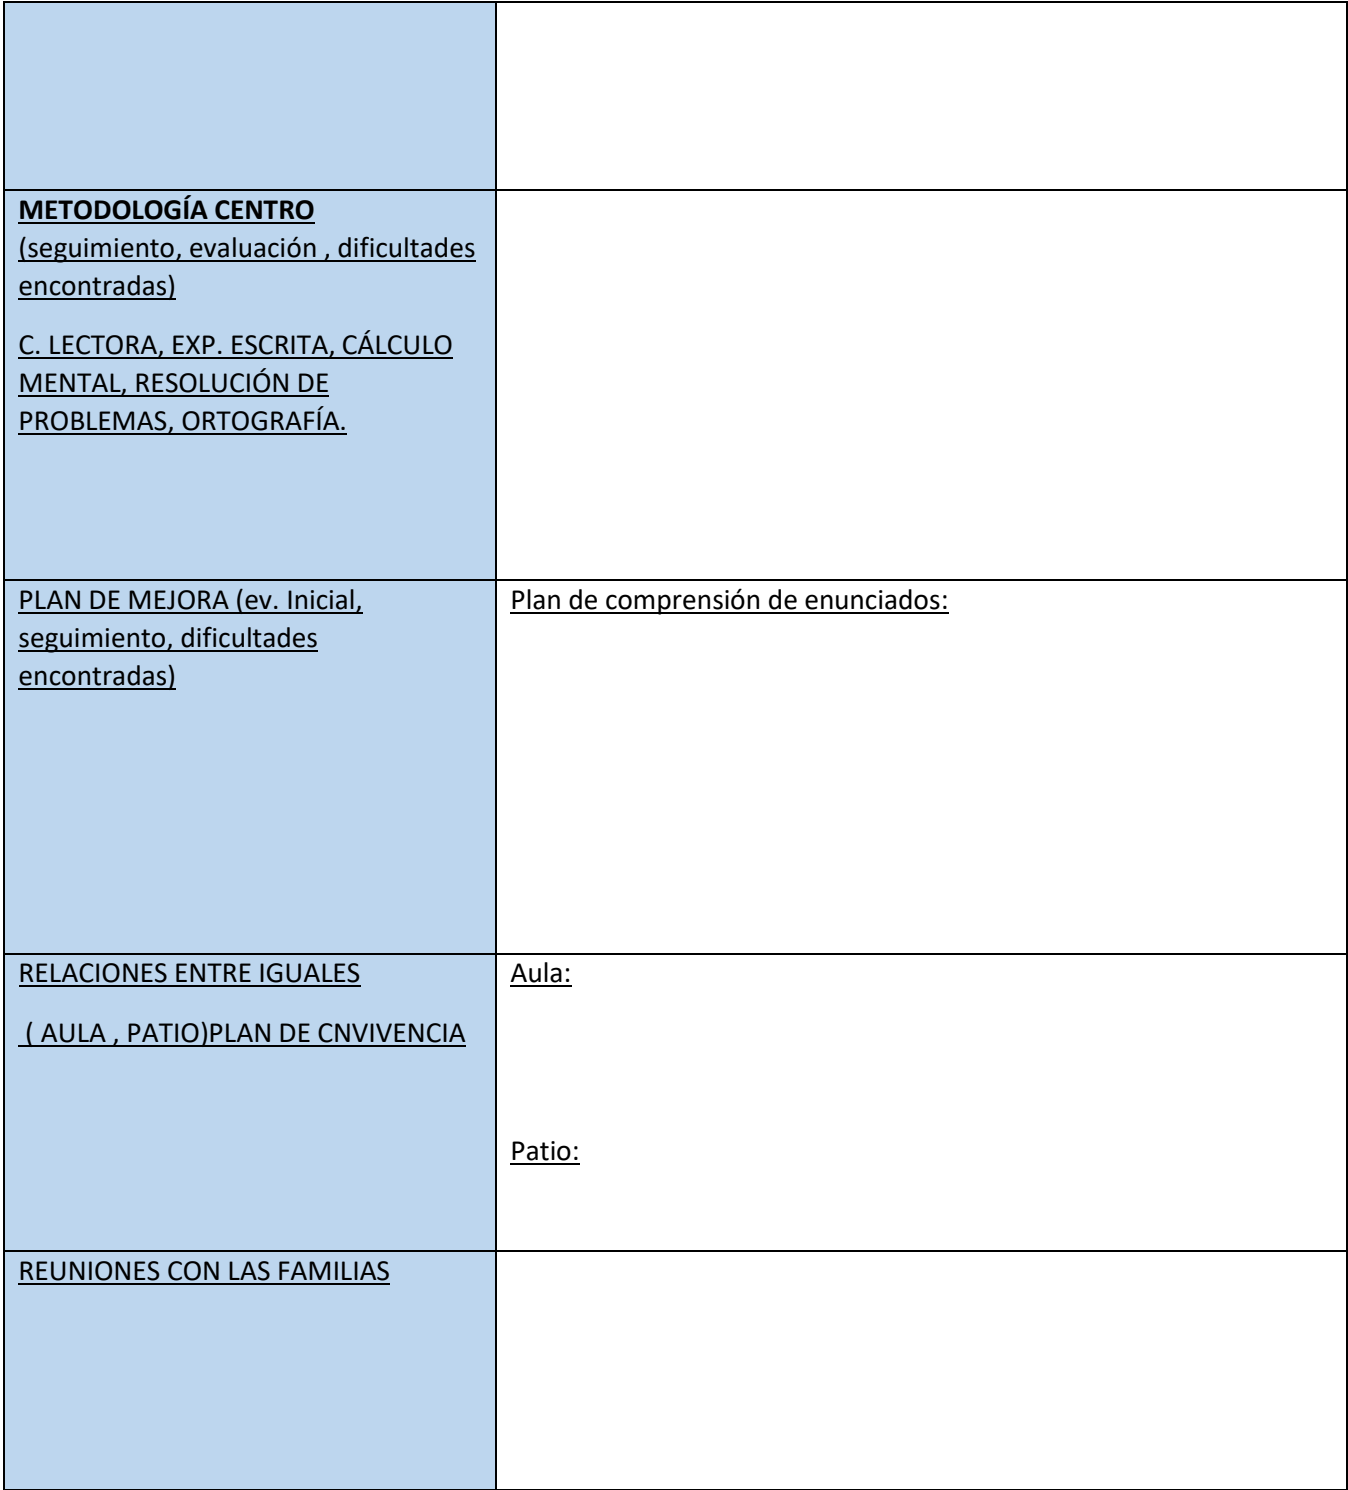 METODOLOGÍA CENTRO
(seguimiento, evaluación , dificultades
encontradas)
C. LECTORA, EXP. ESCRITA, CÁLCULO
MENTAL, RESOLUCIÓN DE
PROBLEMAS, ORTOGRAFÍA.
PLAN DE MEJORA (ev. Inicial,
seguimiento, dificultades
encontradas)
Plan de comprensión de enunciados:
RELACIONES ENTRE IGUALES
( AULA , PATIO)PLAN DE CNVIVENCIA
Aula:
Patio:
REUNIONES CON LAS FAMILIAS